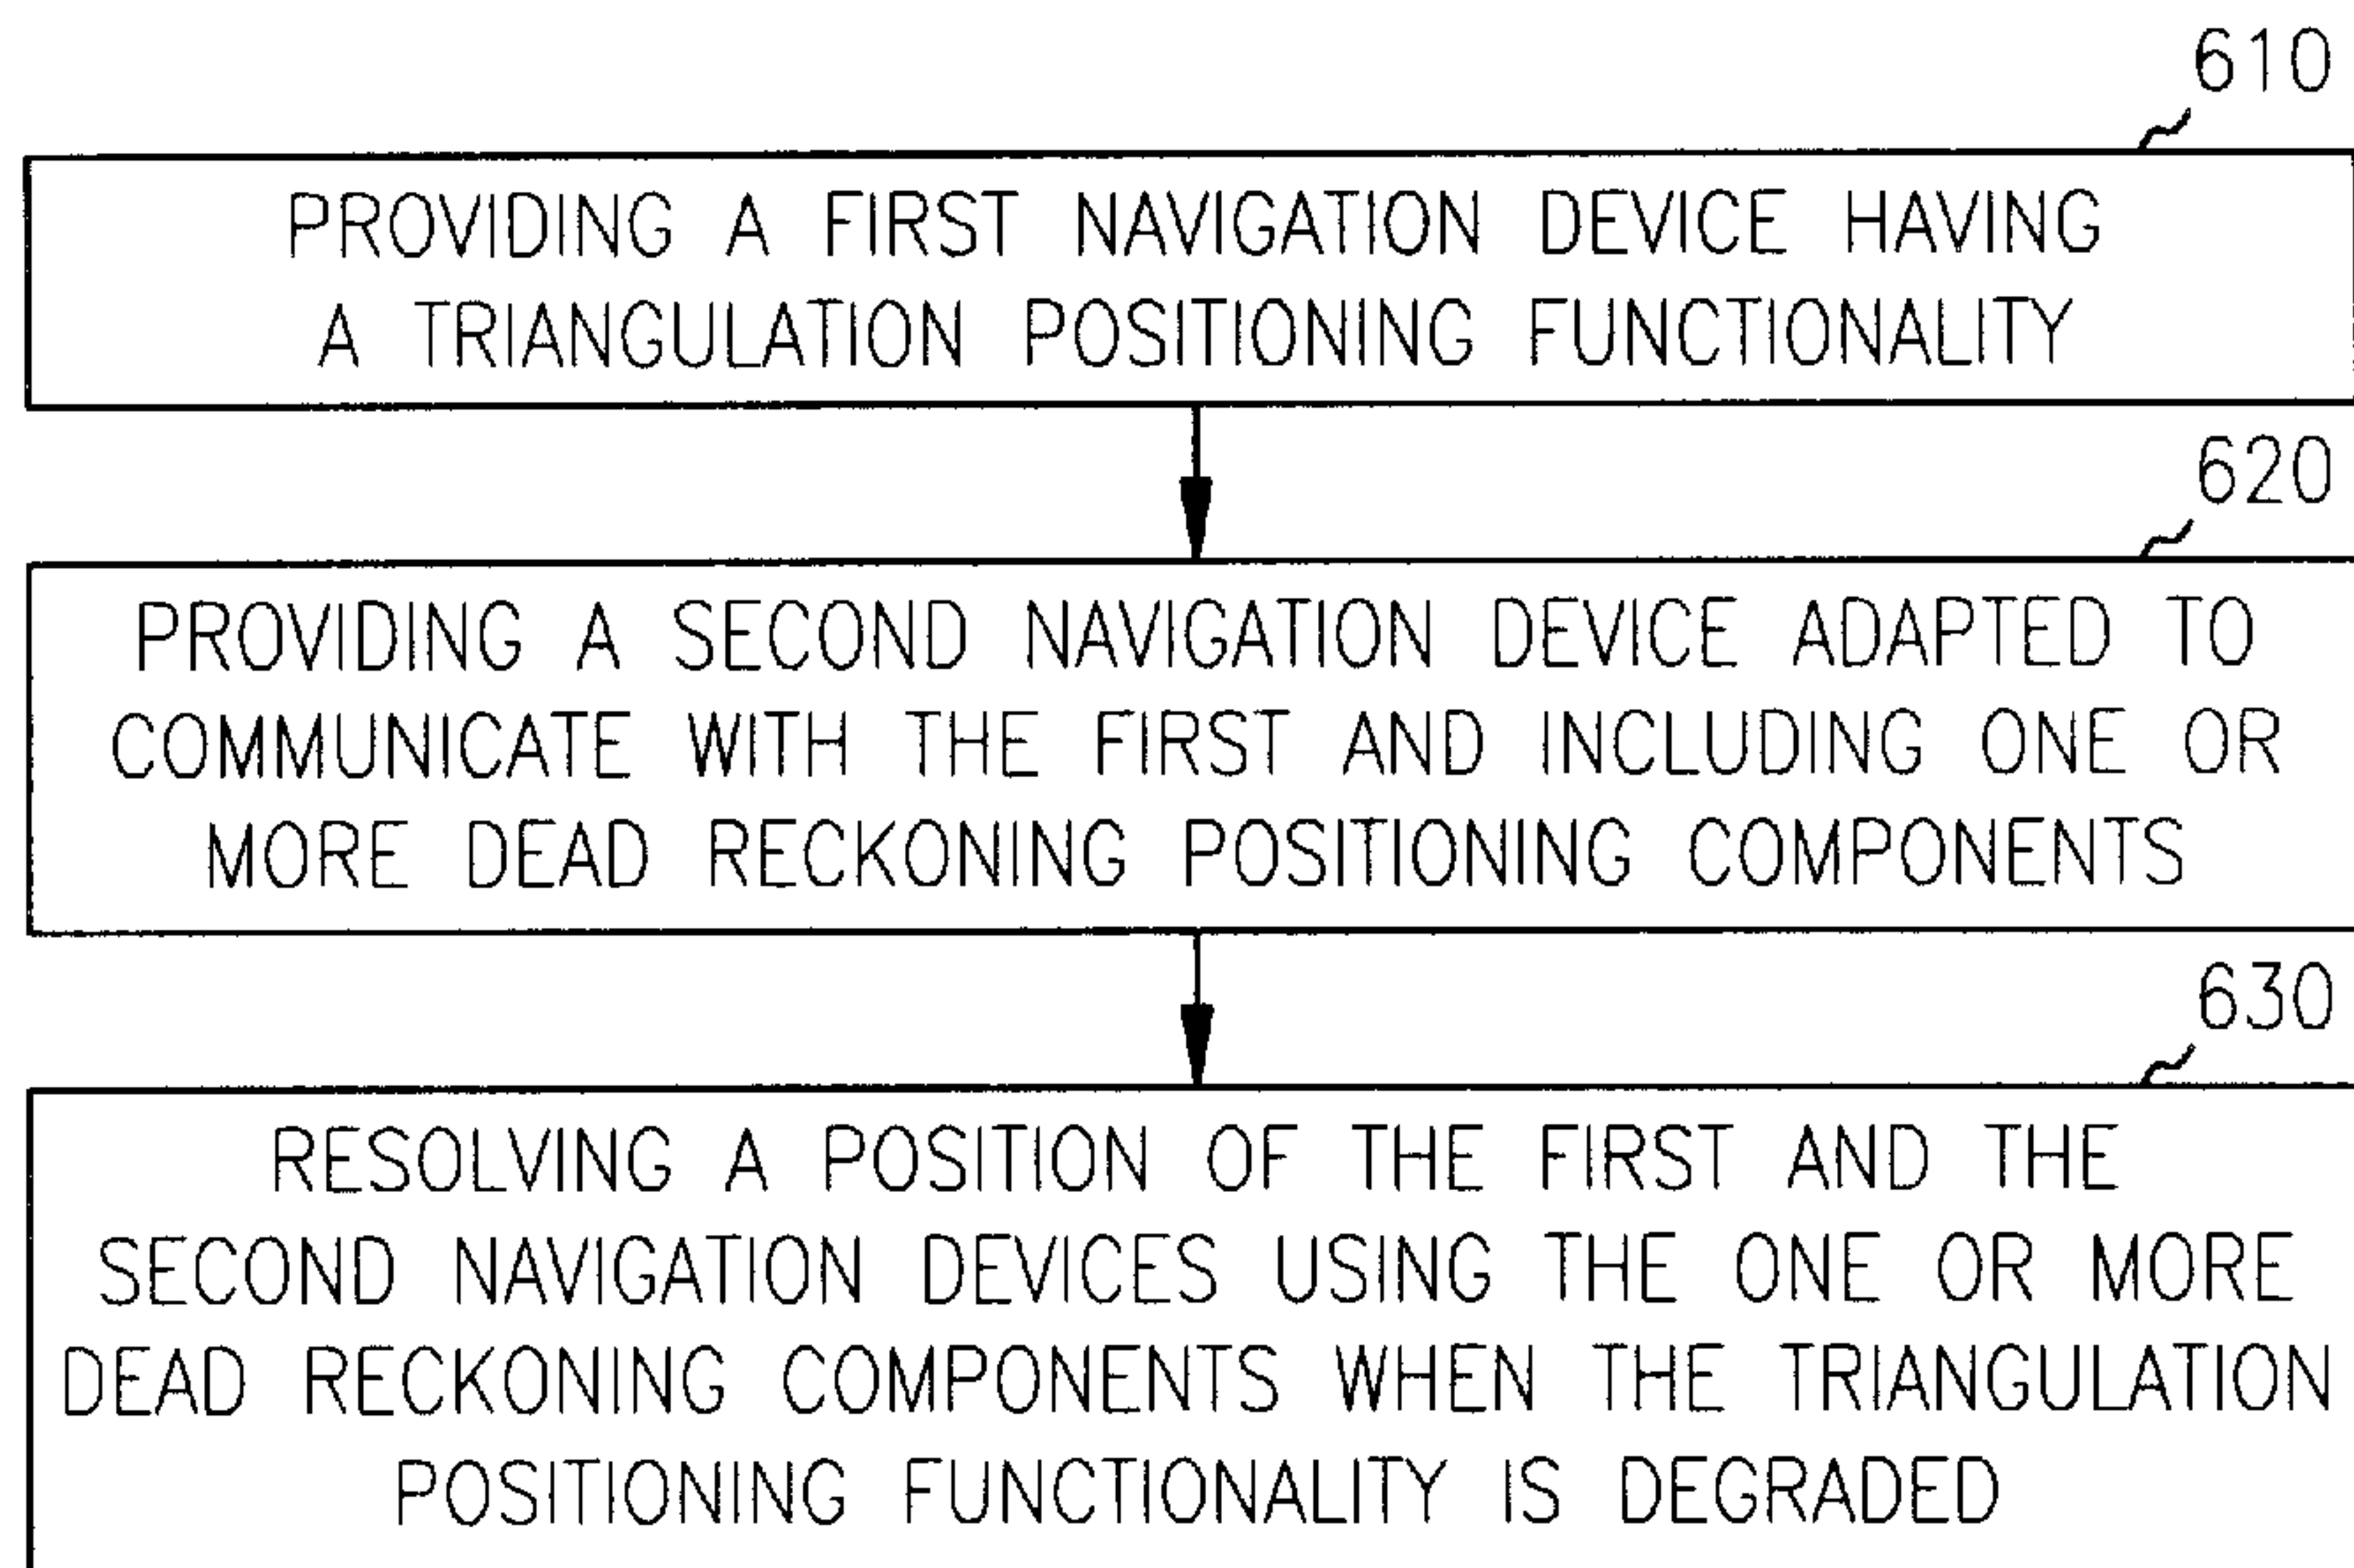 610
PROVIDING A FIRST NAVIGATION DEVICE HAVING
A TRIANGULATION POSITIONING FUNCTIONALITY
620
PROVIDING A SECOND NAVIGATION DEVICE ADAPTED TO
COMMUNICATE WITH THE FIRST AND INCLUDING ONE OR
MORE DEAD RECKONING POSITIONING COMPONENTS
630
RESOLVING A POSITION OF THE FIRST AND THE
SECOND NAVIGATION DEVICES USING THE ONE OR MORE
DEAD RECKONING COMPONENTS WHEN THE TRIANGULATION
POSITIONING FUNCTIONALITY IS DEGRADED